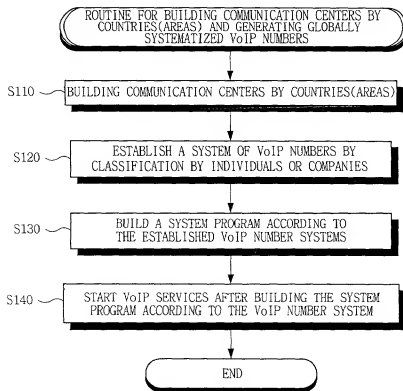 ROUTINE FOR BUILDING COMMUNICATION CENTERS BY
COUNTRIES(AREAS) AND GENERATING GLOBALLY
SYSTEMATIZED VoIP NUMBERS
S110
BUILDING COMMUNICATION CENTERS BY COUNTRIES(AREAS)
S120
ESTABLISH A SYSTEM OF VoIP NUMBERS BY
CLASSIFICATION BY INDIVIDUALS OR COMPANIES
S130
BUILD A SYSTEM PROGRAM ACCORDING TO
THE ESTABLISHED VoIP NUMBER SYSTEMS
S140
START VoIP SERVICES AFTER BUILDING THE SYSTEM
PROGRAM ACCORDING TO THE VoIP NUMBER SYSTEM
END